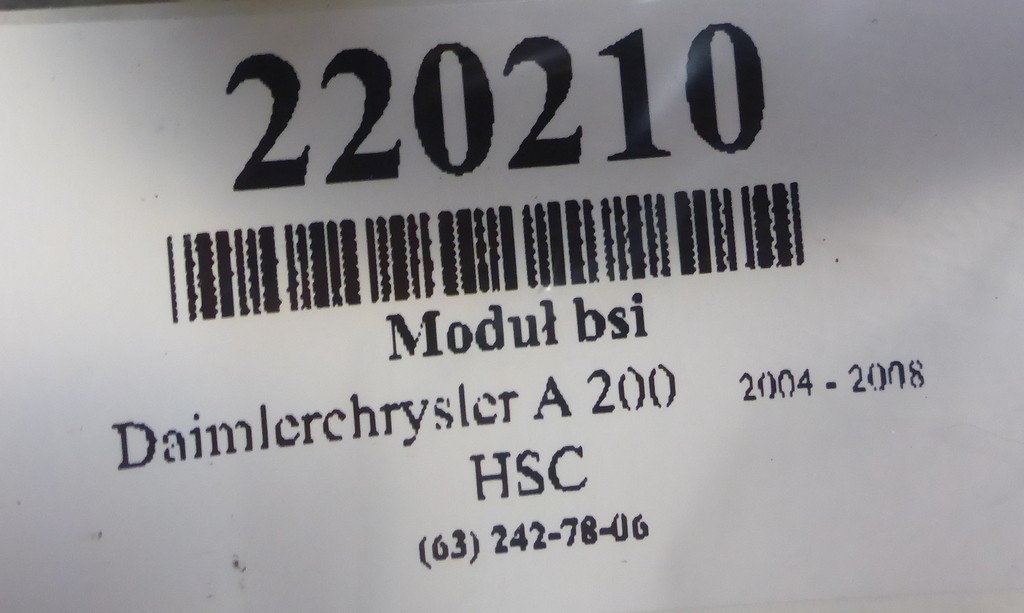 220210
Moduł bsi
Daimlerchrysler A 200 2004 - 2008
HSC
(63) 242-78-06